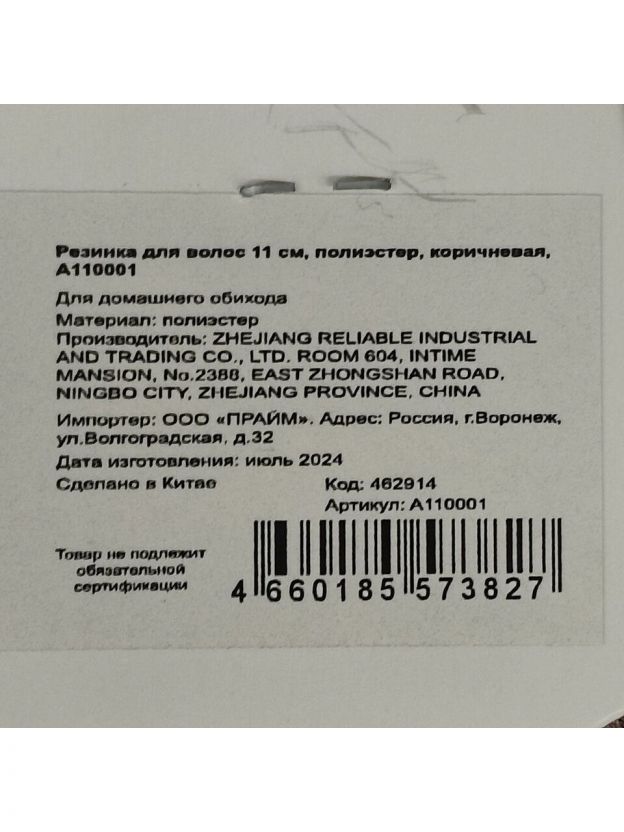 Резинка для волос 11 см, полиэстер, коричневая,
A110001
Для домашнего обихода
Материал: полиэстер
Производитель: ZHEJIANG RELIABLE INDUSTRIAL
AND TRADING CO., LTD. ROOM 604, INTIME
MANSION, No.2388, EAST ZHONGSHAN ROAD,
NINGBO CITY, ZHEJIANG PROVINCE, CHINA
Импортер: ООО «ПРАЙМ». Адрес: Россия, г.Воронеж,
ул.Волгоградская, д.32
Дата изготовления: июль 2024
Сделано в Китае
Код: 462914
Артикул: A110001
Товар не подлежит
обязательной
сертификации
4 660185 573827